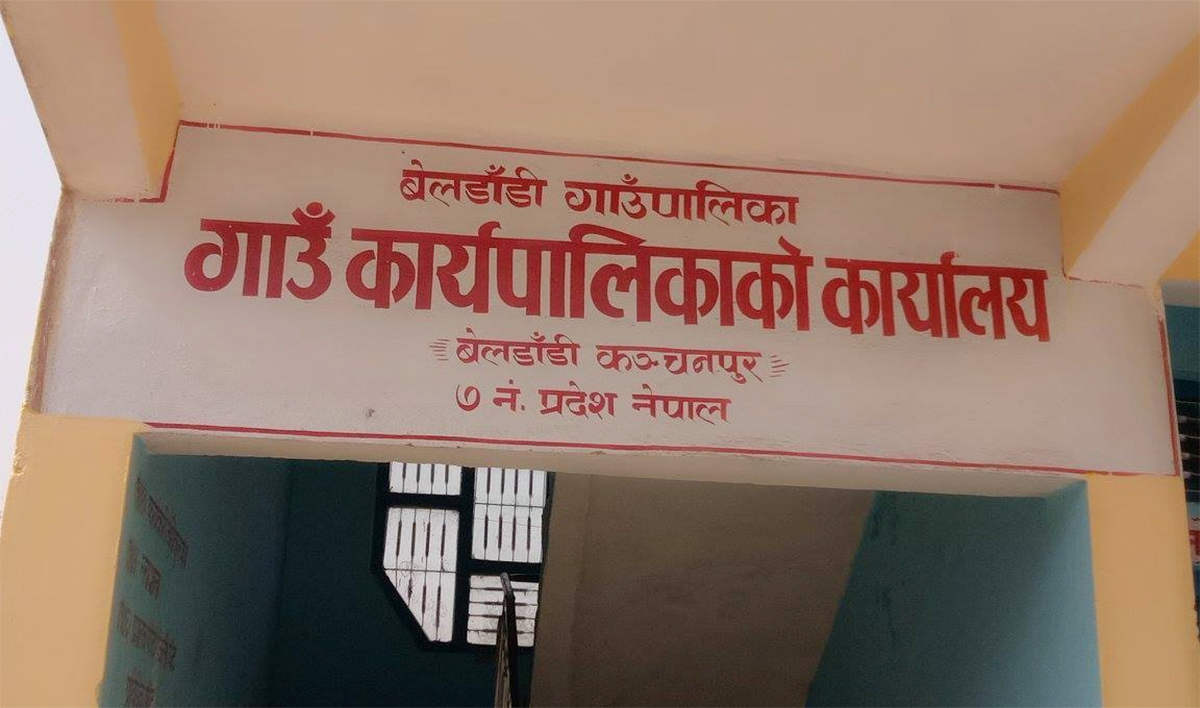 बेलडाँडी गाउँपालिका
गाउँ कार्यपालिकाको कार्यालय
बेलडाँडी कञ्चनपुर
७ नं. प्रदेश नेपाल